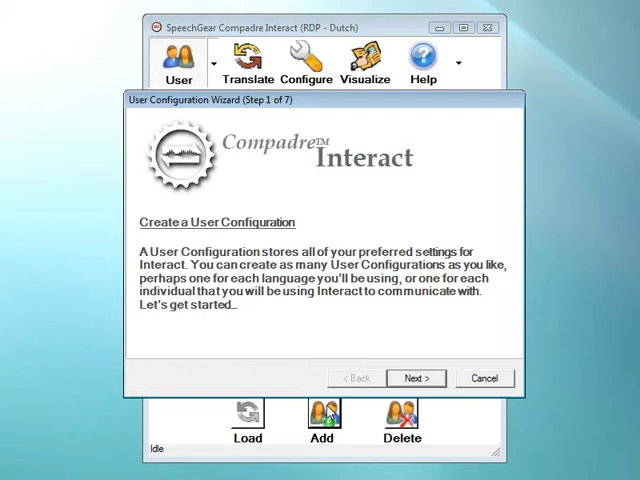 SpeechGear Compadre Interact (RDP - Dutch)
User Translate Configure Visualize Help
User Configuration Wizard (Step 1 of 7)
Compadre™
Interact
Create a User Configuration
A User Configuration stores all of your preferred settings for
Interact. You can create as many User Configurations as you like,
perhaps one for each language you'll be using, or one for each
individual that you will be using Interact to communicate with.
Let's get started...
< Back Next > Cancel
Load Add Delete
Idle